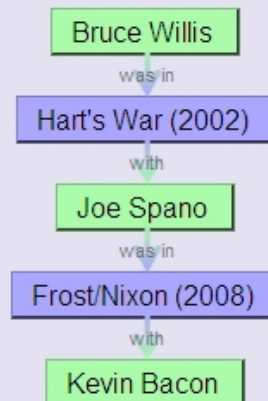 Bruce Willis
was in
Hart's War (2002)
with
Joe Spano
was in
Frost/Nixon (2008)
with
Kevin Bacon